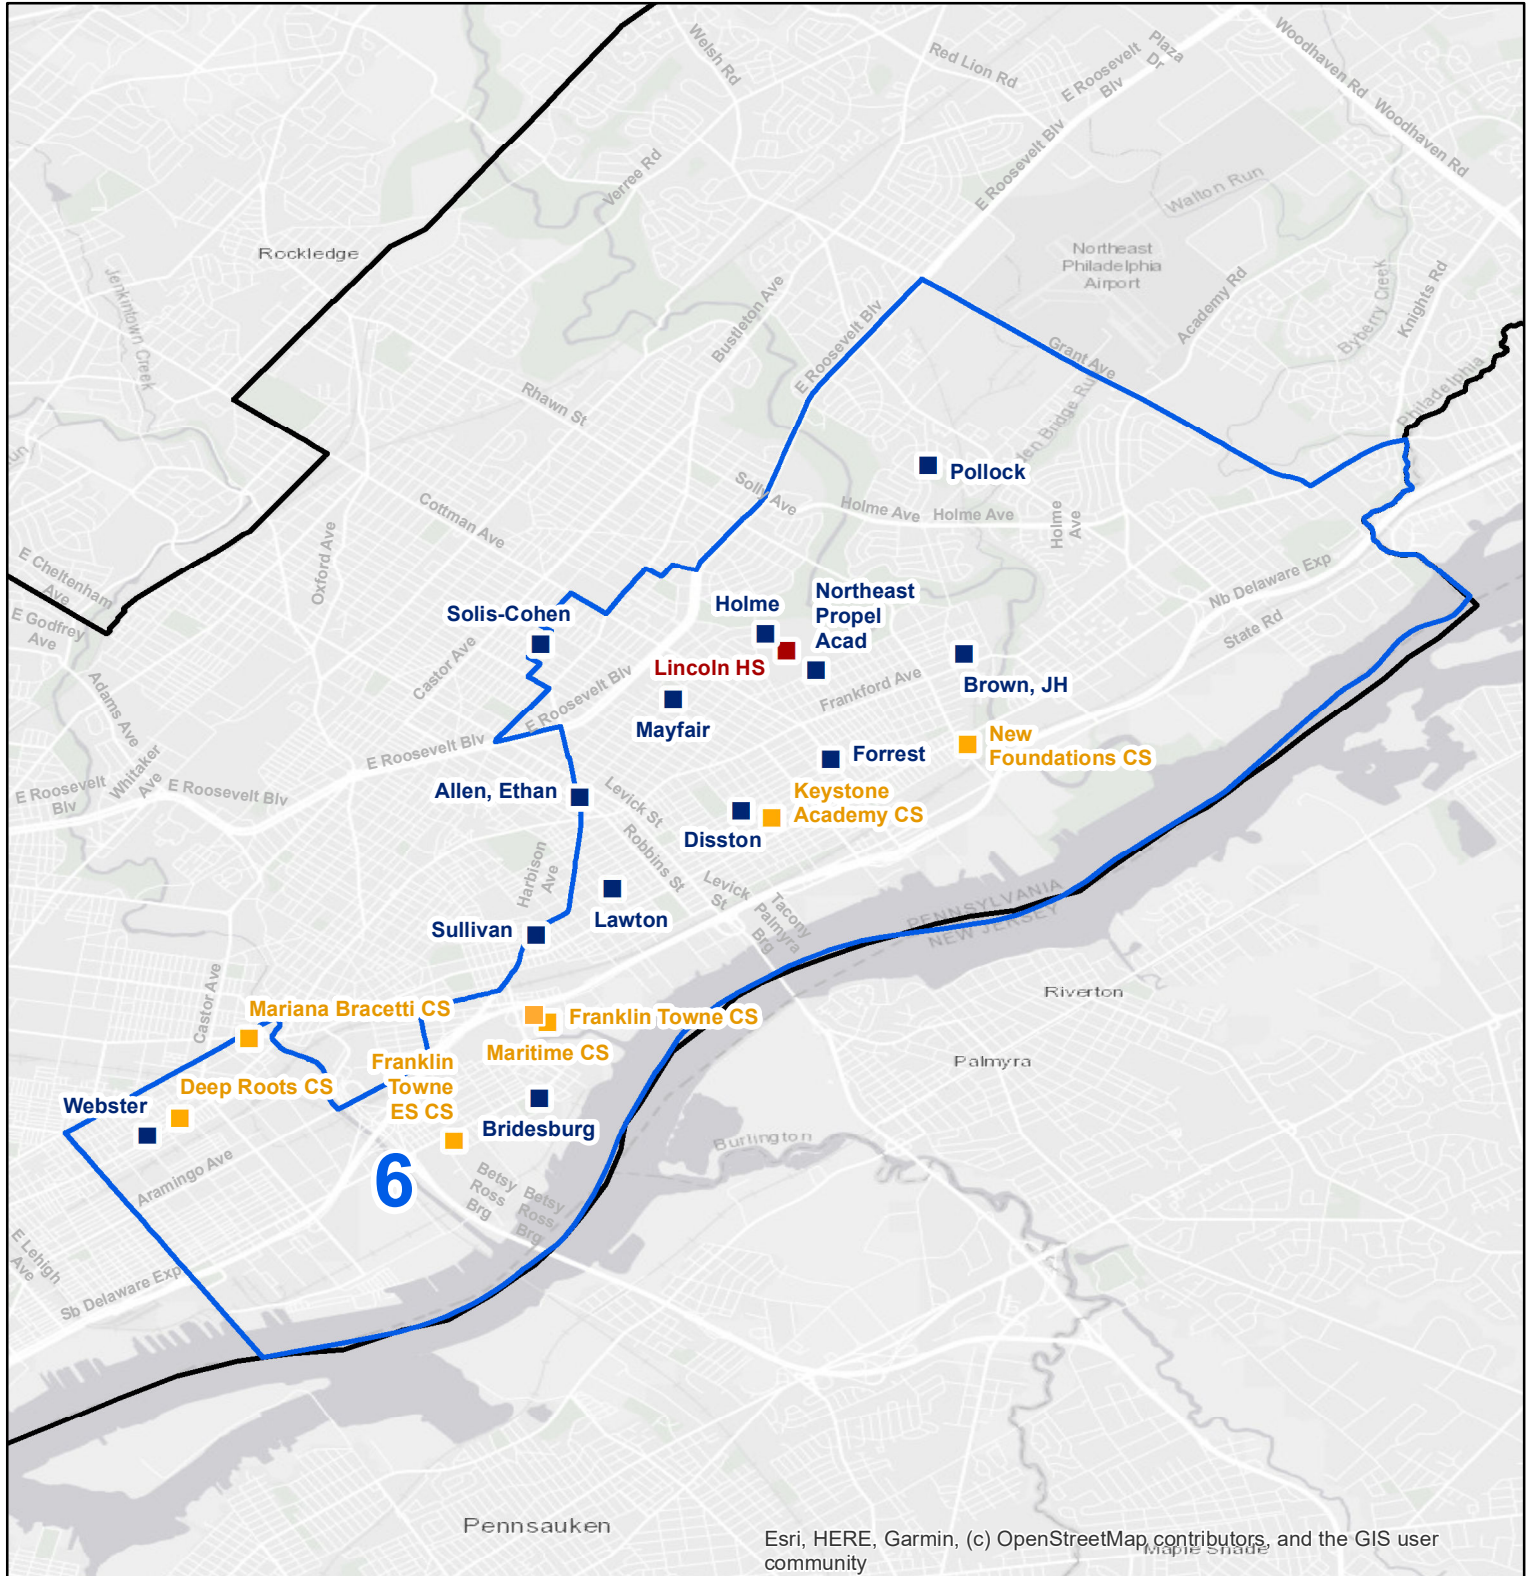 Welsh Rd
Red Lion Rd
E Roosevelt
Blv
Plaza
Dr
Woodhaven Rd
Woodhaven Rd
Verree Rd
E Roosevelt Blv
Walton Run
Rockledge
Northeast
Philadelphia
Airport
Jenkintown Creek
Bustleton Ave
E Roosevelt Blv
Academy Rd
Byberry Creek
Knights Rd
Grant Ave
Philadelphia
Rhawn St
Pollock
Solly Ave
Holme Ave
Holme Ave
Holme
Ave
Cottman Ave
Oxford Ave
E Cheltenham
Ave
E Godfrey
Ave
Nb Delaware Exp
State Rd
Solis-Cohen
Holme
Northeast
Propel
Acad
Lincoln HS
Castor Ave
Brown, JH
Frankford Ave
E Roosevelt Blv
Mayfair
Adams Ave
Whitaker
Ave
E Roosevelt
Blv
E Roosevelt Blv
E Roosevelt Blv
New
Foundations CS
Forrest
Allen, Ethan
Keystone
Academy CS
Levick St
Robbins St
Disston
Harbison
Ave
Levick
St
Tacony
Palmyra
Brg
Lawton
Sullivan
PENNSYLVANIA
NEW JERSEY
Castor Ave
Mariana Bracetti CS
Franklin Towne CS
Riverton
Maritime CS
Franklin
Towne
ES CS
Palmyra
Deep Roots CS
Webster
Bridesburg
Burlington
Aramingo Ave
6
Betsy
Ross
Brg
Betsy
Ross
Brg
E Lehigh
Ave
Sb Delaware Exp
Pennsauken
Esri, HERE, Garmin, (c) OpenStreetMap contributors, and the GIS user
community
Maple Shade